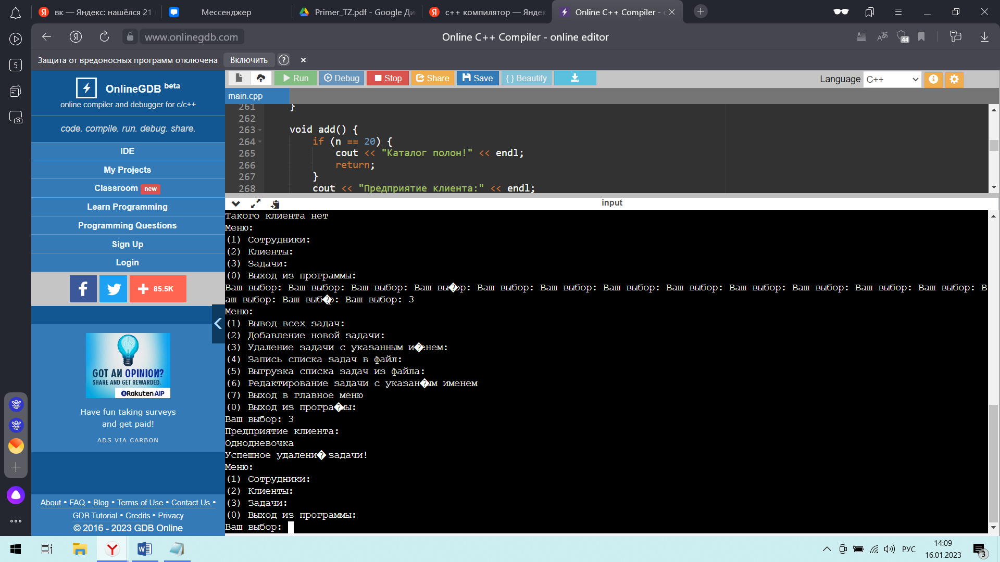 вк — Яндекс: нашёлся 21
Мессенджер
Primer_TZ.pdf - Google Ди
c++ компилятор — Яндек
Online C++ Compiler - o
www.onlinegdb.com
Online C++ Compiler - online editor
44
5
Защита от вредоносных программ отключена
Включить
?
OnlineGDB beta
online compiler and debugger for c/c++
code. compile. run. debug. share.
IDE
My Projects
Classroom new
Learn Programming
Programming Questions
Sign Up
Login
85.5K
GOT AN OPINION?
SHARE AND GET REWARDED.
Rakuten AIP
Have fun taking surveys
and get paid!
ADS VIA CARBON
About • FAQ • Blog • Terms of Use • Contact Us •
GDB Tutorial • Credits • Privacy
© 2016 - 2023 GDB Online
Run Debug Stop Share Save { } Beautify
Language C++
main.cpp
261 }
262
263 void add() {
264 if (n == 20) {
265 cout << "Каталог полон!" << endl;
266 return;
267 }
268 cout << "Предприятие клиента:" << endl;
input
Такого клиента нет
Меню:
(1) Сотрудники:
(2) Клиенты:
(3) Задачи:
(0) Выход из программы:
Ваш выбор: Ваш выбор: Ваш выбор: Ваш вы�ор: Ваш выбор: Ваш выбор: Ваш выбор: Ваш выбор: Ваш выбор: Ваш выбор: Ваш выбор: Ваш выбор: В
аш выбор: Ваш выб�р: Ваш выбор: 3
Меню:
(1) Вывод всех задач:
(2) Добавление новой задачи:
(3) Удаление задачи с указанным и�енем:
(4) Запись списка задач в файл:
(5) Выгрузка списка задач из файла:
(6) Редактирование задачи с указан�ым именем
(7) Выход в главное меню
(0) Выход из програ�мы:
Ваш выбор: 3
Предприятие клиента:
Однодневочка
Успешное удалени� задачи!
Меню:
(1) Сотрудники:
(2) Клиенты:
(3) Задачи:
(0) Выход из программы:
Ваш выбор:
РУС
14:09
16.01.2023
3